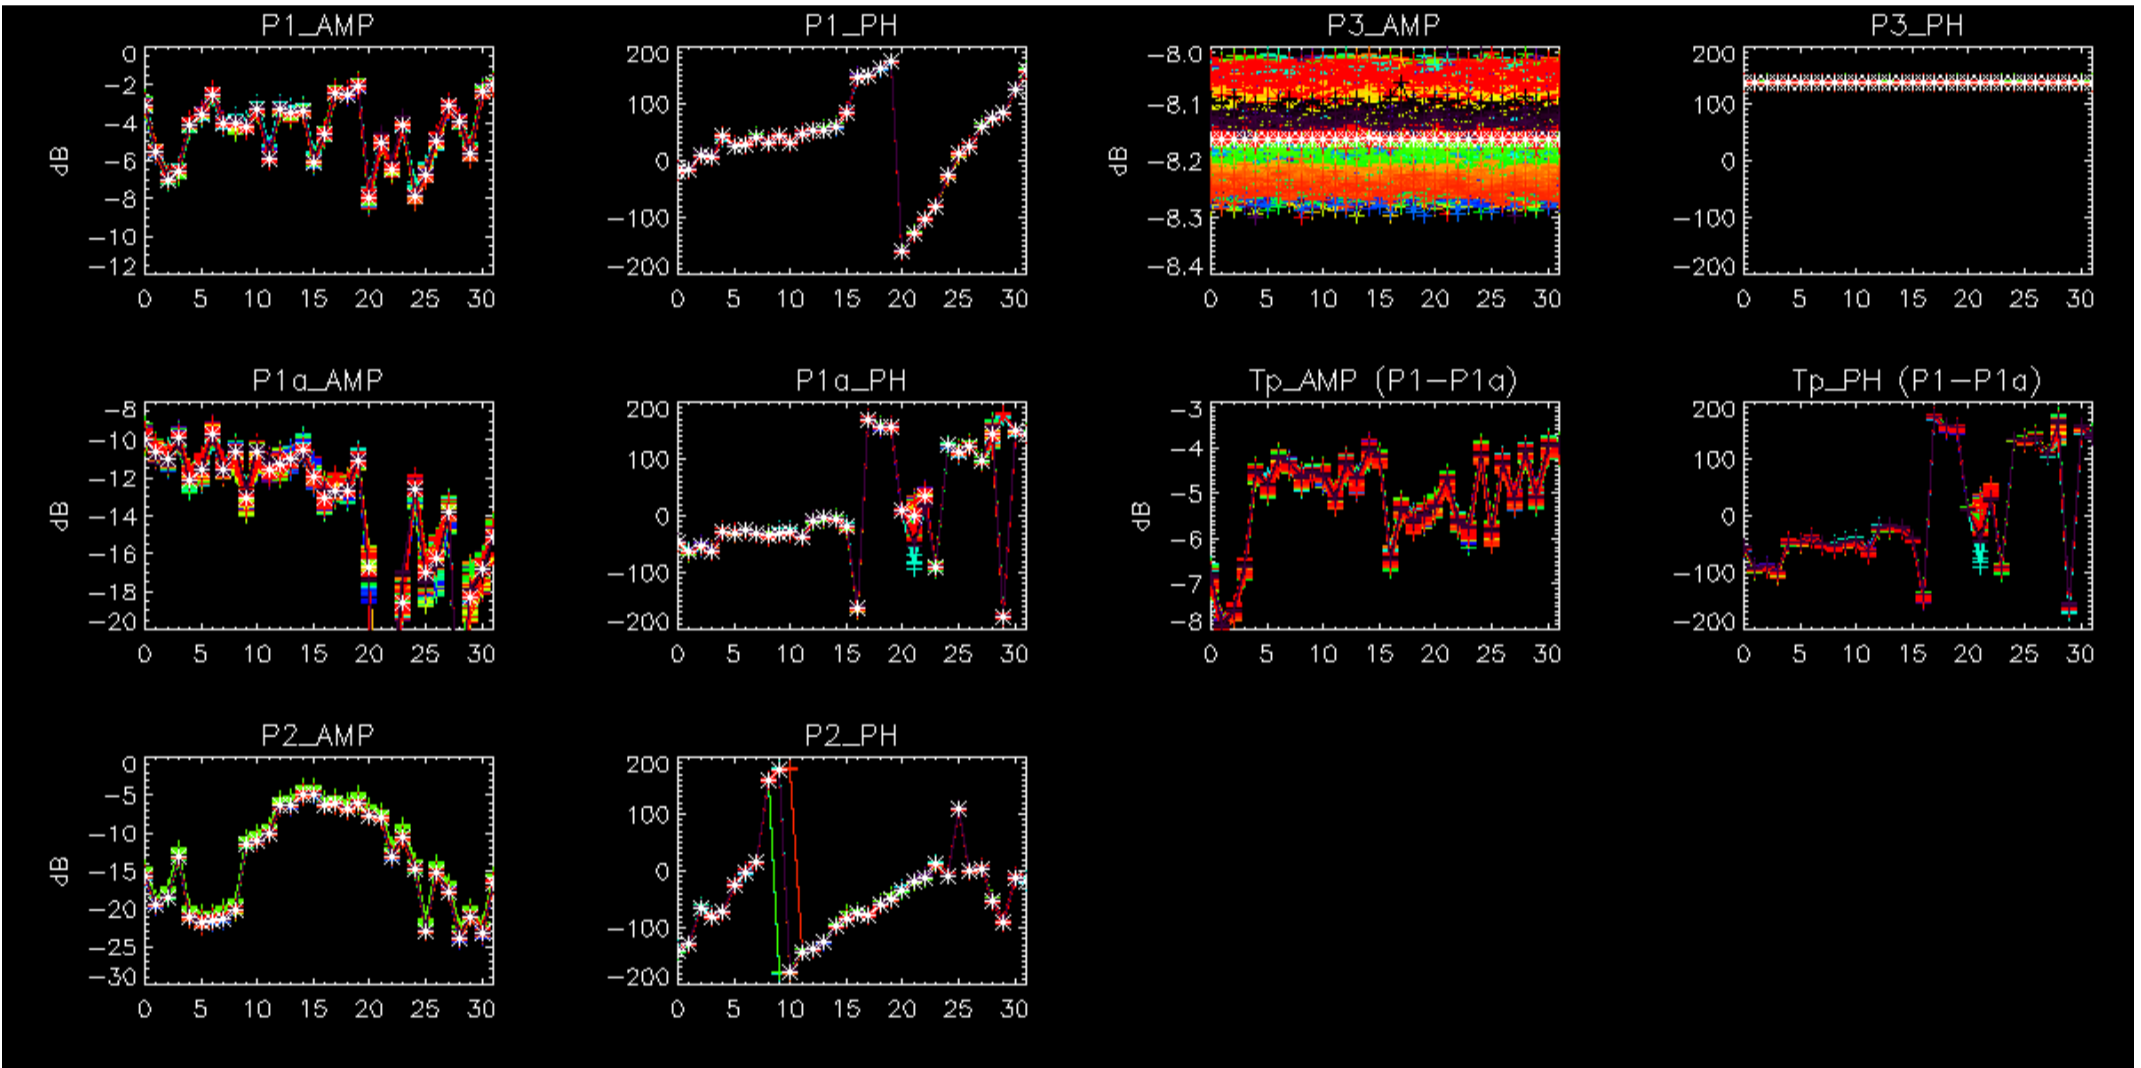 P1_AMP
dB
0
−2
−4
−6
−8
−10
−12
0 5 10 15 20 25 30
P1_PH
200
100
0
−100
−200
0 5 10 15 20 25 30
P3_AMP
dB
−8.0
−8.1
−8.2
−8.3
−8.4
0 5 10 15 20 25 30
P3_PH
200
100
0
−100
−200
0 5 10 15 20 25 30
P1a_AMP
dB
−8
−10
−12
−14
−16
−18
−20
0 5 10 15 20 25 30
P1a_PH
200
100
0
−100
−200
0 5 10 15 20 25 30
Tp_AMP (P1−P1a)
dB
−3
−4
−5
−6
−7
−8
0 5 10 15 20 25 30
Tp_PH (P1−P1a)
200
100
0
−100
−200
0 5 10 15 20 25 30
P2_AMP
dB
0
−5
−10
−15
−20
−25
−30
0 5 10 15 20 25 30
P2_PH
200
100
0
−100
−200
0 5 10 15 20 25 30